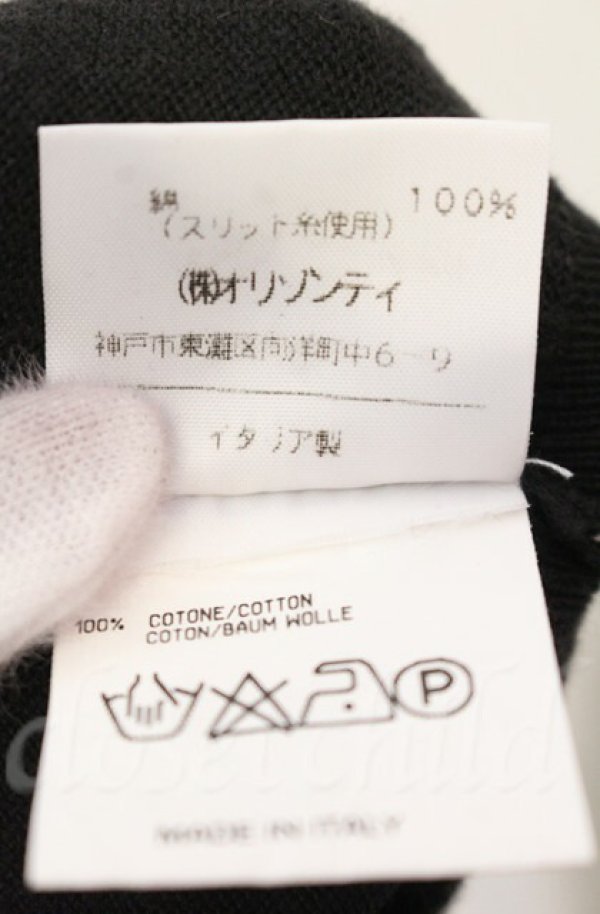 綿 100%
(スリット糸使用)
(株)オリゾンティ
神戸市東灘区向洋町中6-9
イタリア製
100% COTONE/COTTON
COTON/BAUM WOLLE
P
MADE IN ITALY
closet child